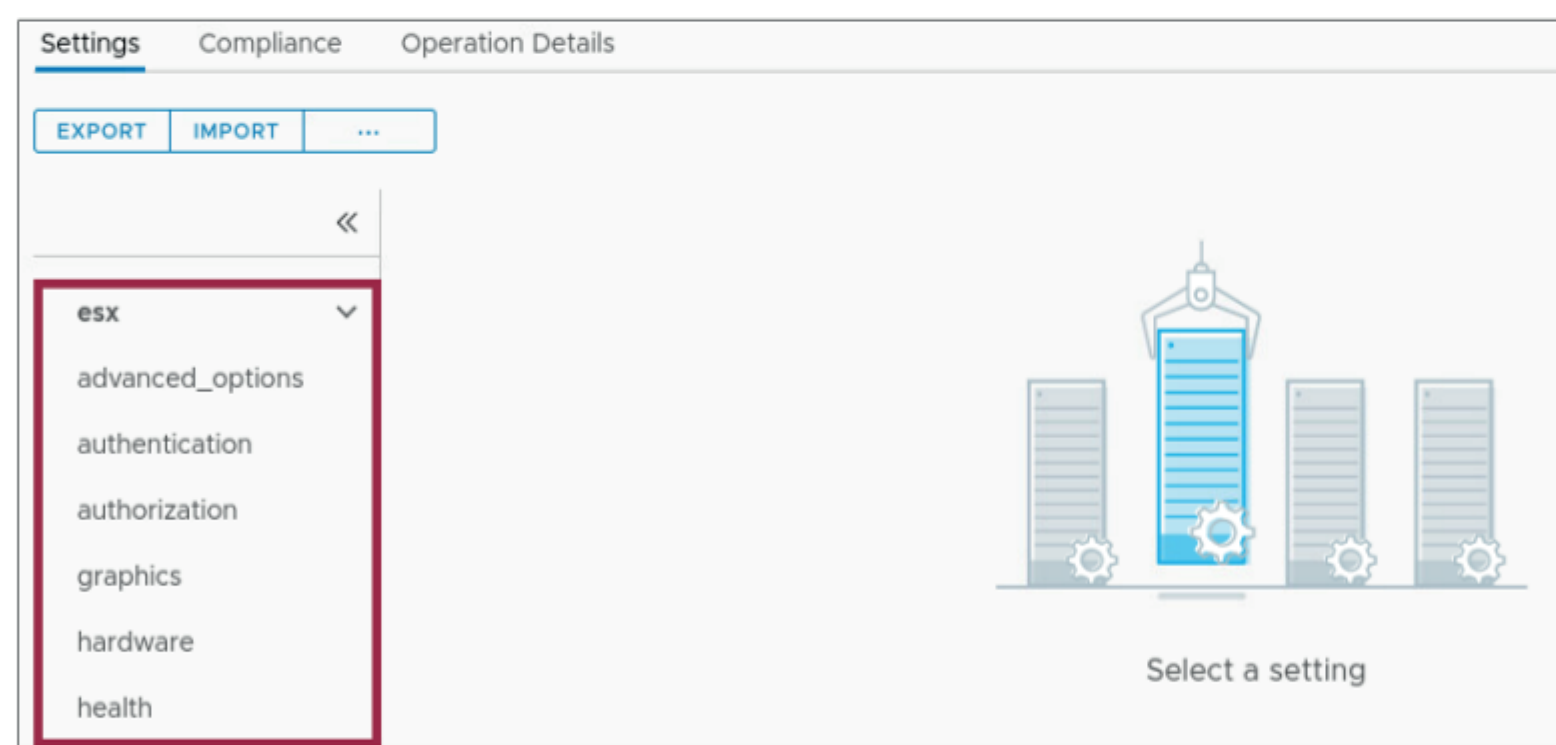 Settings Compliance Operation Details
EXPORT IMPORT ...
esx
advanced_options
authentication
authorization
graphics
hardware
health
Select a setting